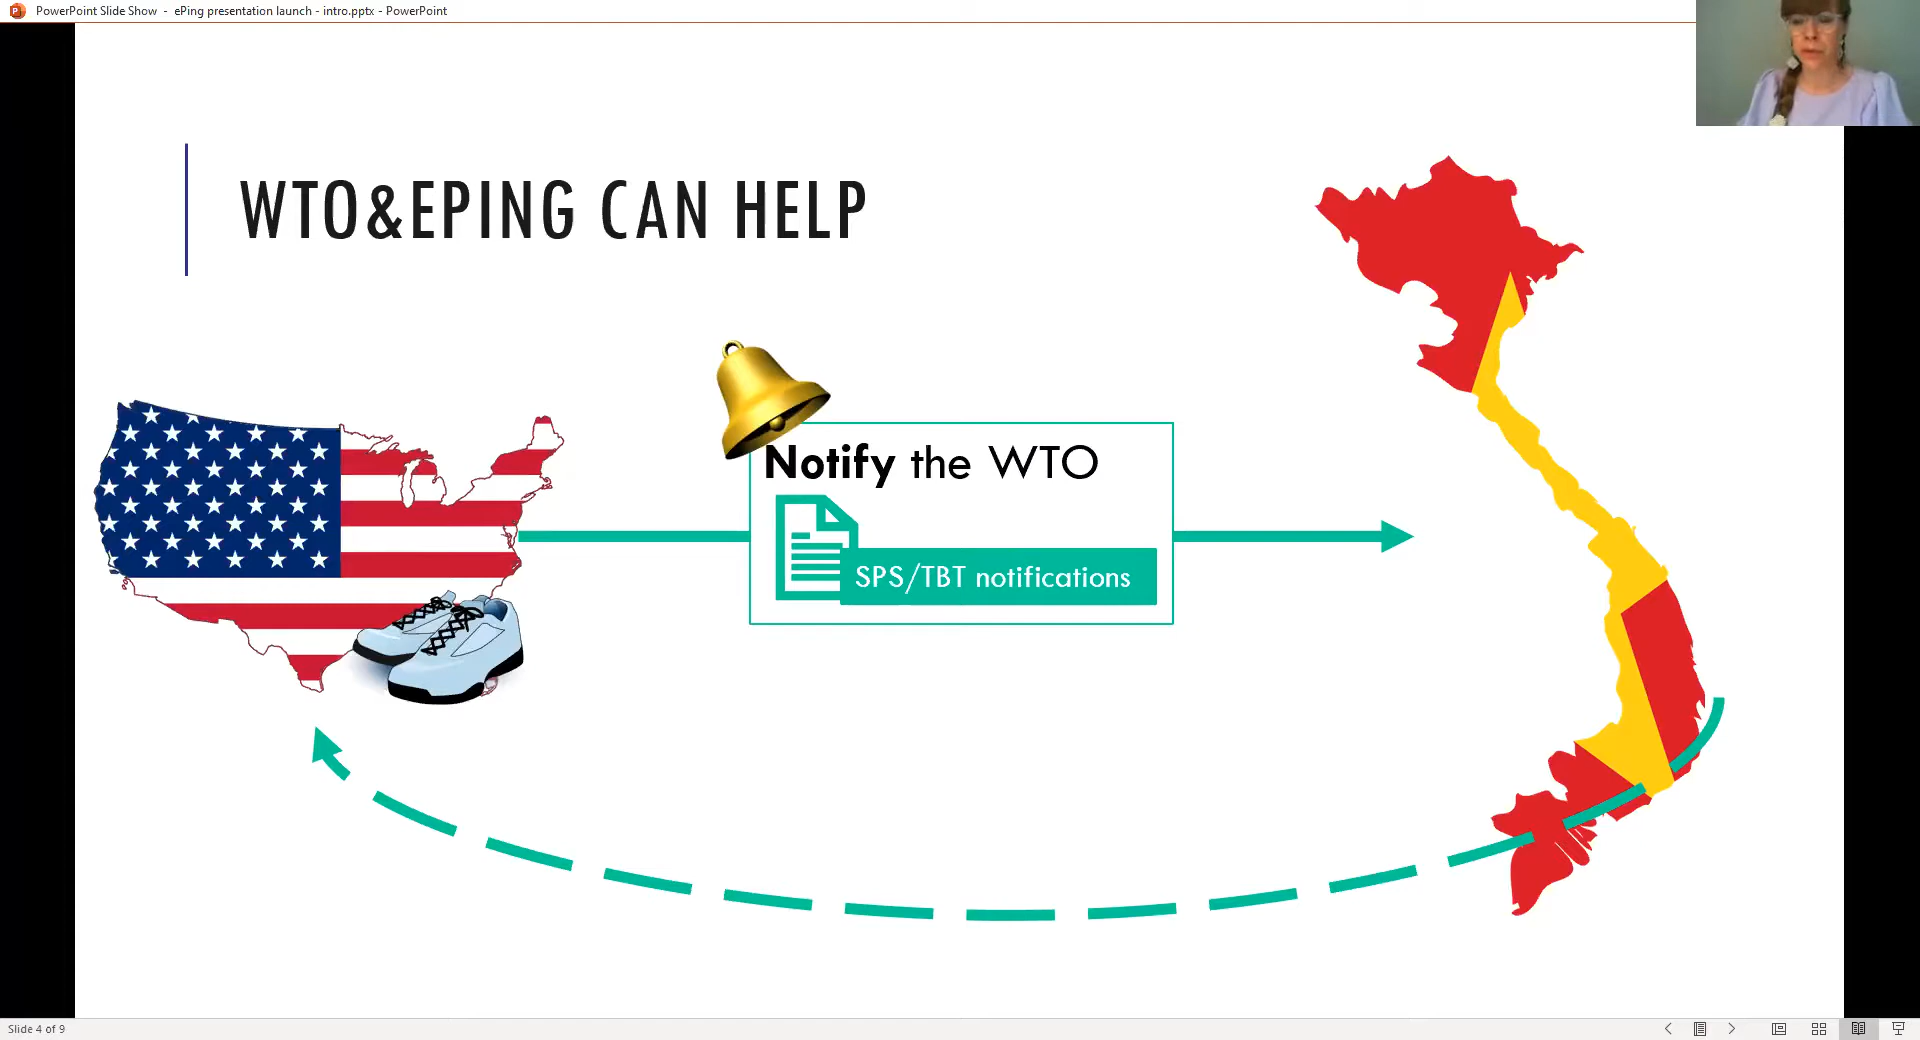 PowerPoint Slide Show - ePing presentation launch - intro.pptx - PowerPoint
WTO&EPING CAN HELP
Notify the WTO
SPS/TBT notifications
Slide 4 of 9